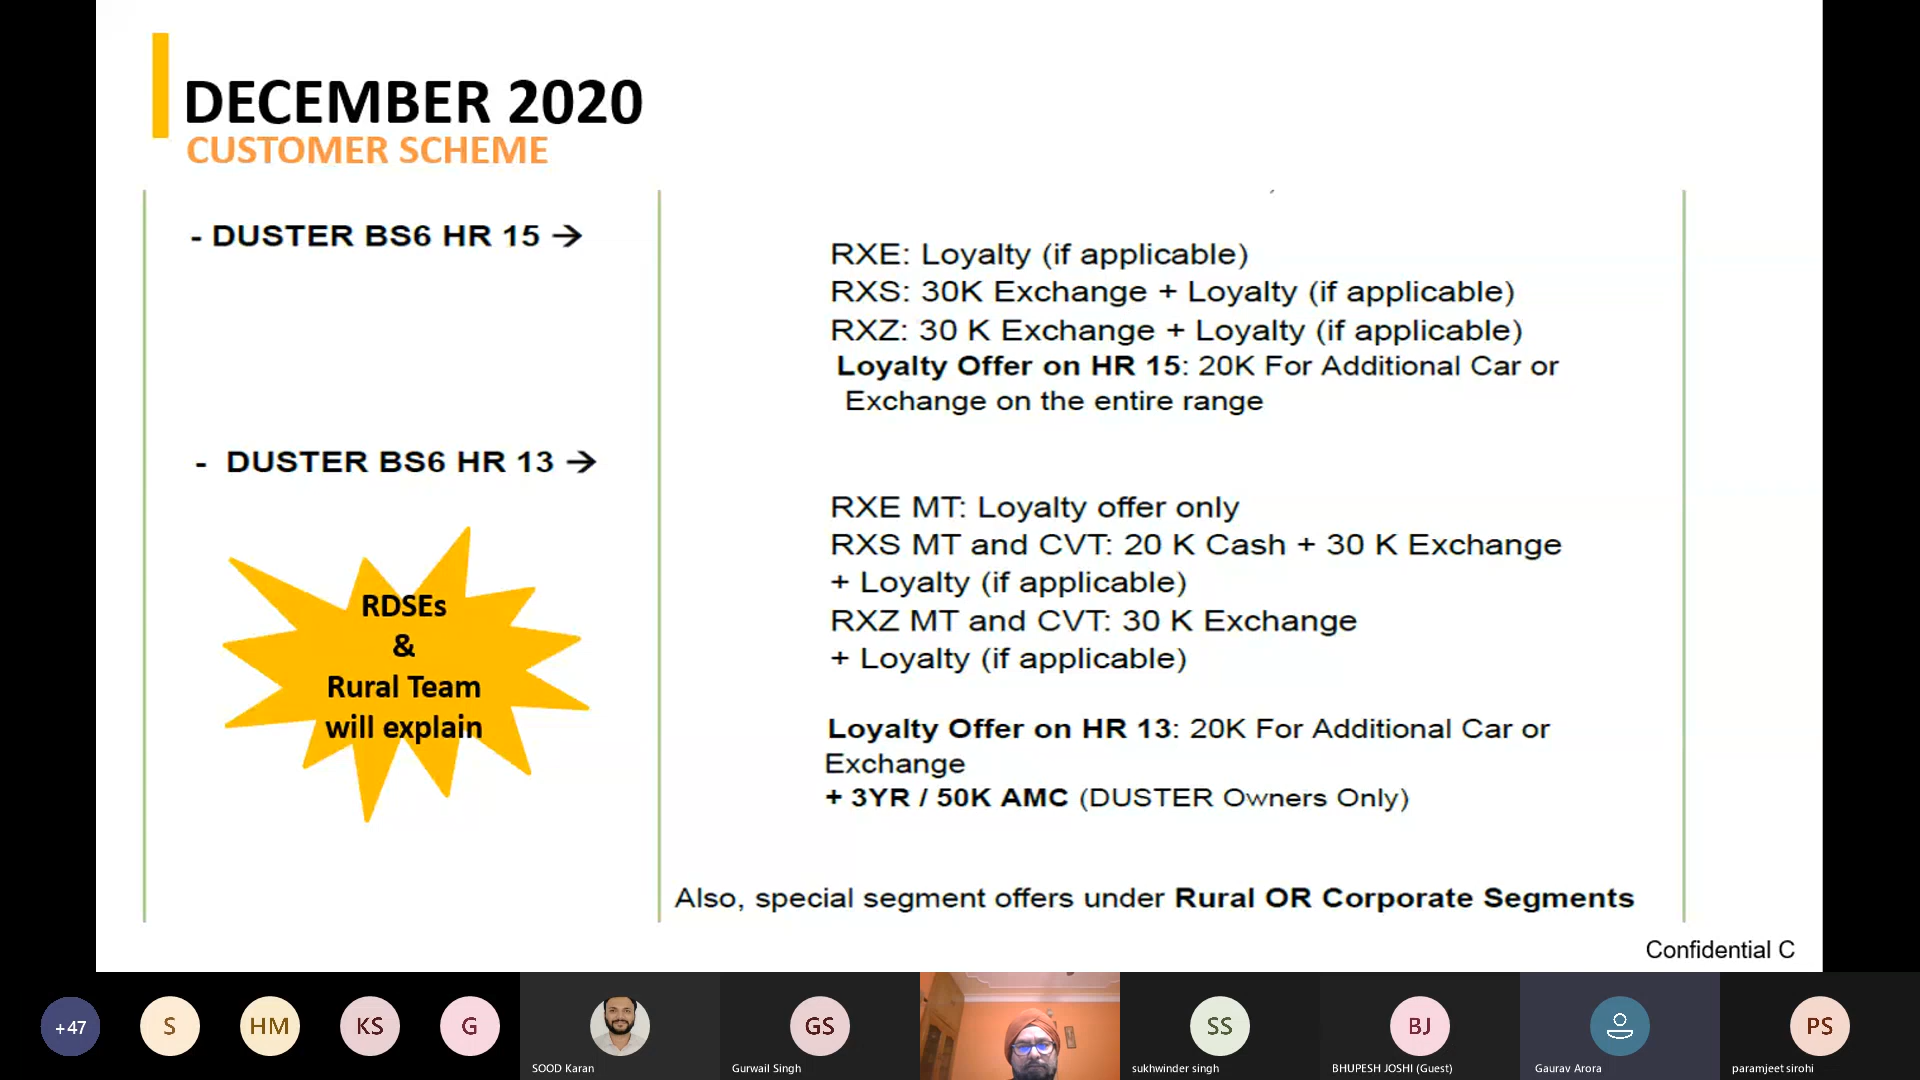 DECEMBER 2020
CUSTOMER SCHEME
- DUSTER BS6 HR 15 →
RXE: Loyalty (if applicable)
RXS: 30K Exchange + Loyalty (if applicable)
RXZ: 30 K Exchange + Loyalty (if applicable)
Loyalty Offer on HR 15: 20K For Additional Car or
Exchange on the entire range
- DUSTER BS6 HR 13 →
RXE MT: Loyalty offer only
RXS MT and CVT: 20 K Cash + 30 K Exchange
+ Loyalty (if applicable)
RXZ MT and CVT: 30 K Exchange
+ Loyalty (if applicable)
Loyalty Offer on HR 13: 20K For Additional Car or
Exchange
+ 3YR / 50K AMC (DUSTER Owners Only)
RDSEs
&
Rural Team
will explain
Also, special segment offers under Rural OR Corporate Segments
Confidential C
+47
S
HM
KS
G
SOOD Karan
GS
Gurwail Singh
SS
sukhwinder singh
BJ
BHUPESH JOSHI (Guest)
Gaurav Arora
PS
paramjeet sirohi